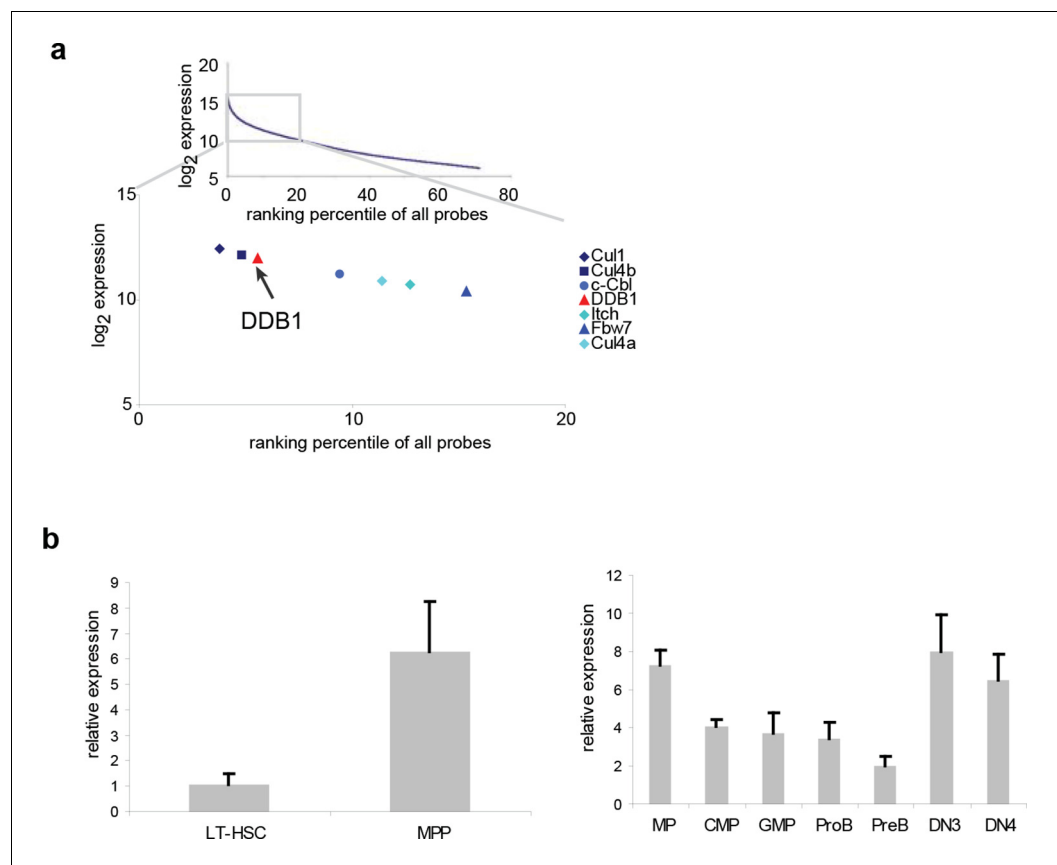 a
20
15
10
5
log2 expression
0 20 40 60 80
ranking percentile of all probes
15
10
5
log2 expression
DDB1
0 10 20
ranking percentile of all probes
Cul1
Cul4b
c-Cbl
DDB1
Itch
Fbw7
Cul4a
b
9
8
7
6
5
4
3
2
1
0
relative expression
LT-HSC MPP
12
10
8
6
4
2
0
relative expression
MP CMP GMP ProB PreB DN3 DN4